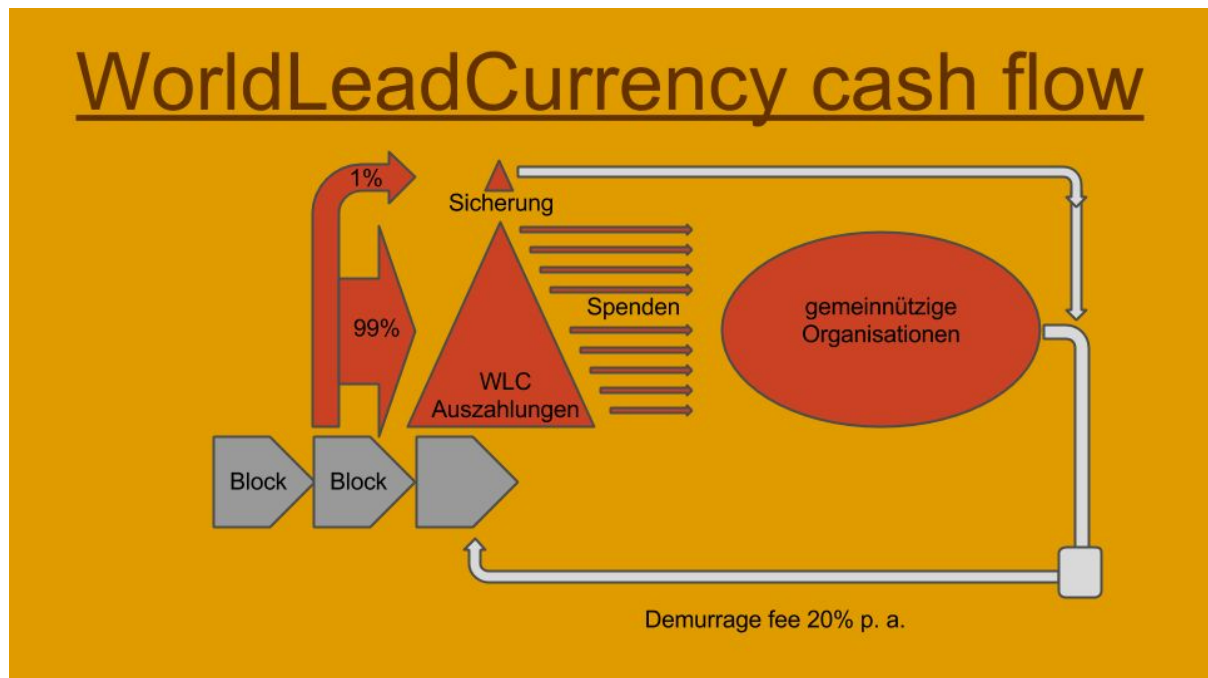 WorldLeadCurrency cash flow
1%
Sicherung
99%
Spenden
gemeinnützige
Organisationen
WLC
Auszahlungen
Block
Block
Demurrage fee 20% p. a.